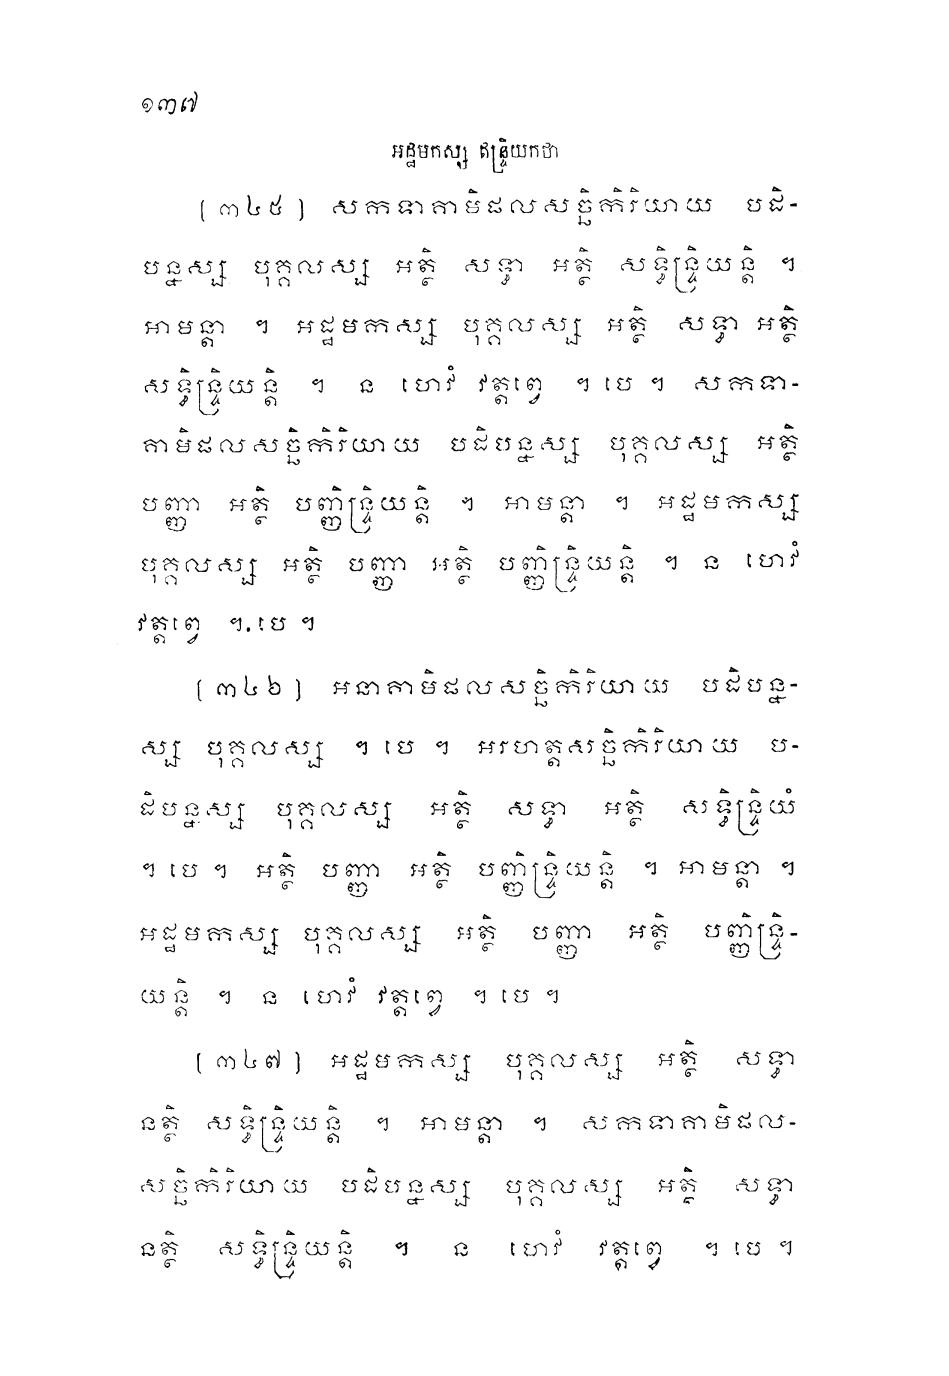 ១៣៧
អដ្ឋមកស្ស ឥន្ទ្រិយកថា
[៣៤៥] សកទាគាមិផលសច្ឆិកិរិយាយ បដិ-
បន្នស្ស បុគ្គលស្ស អត្ថិ សទ្ធា អត្ថិ សទ្ធិន្ទ្រិយន្តិ ។
អាមន្តា ។ អដ្ឋមកស្ស បុគ្គលស្ស អត្ថិ សទ្ធា អត្ថិ
សទ្ធិន្ទ្រិយន្តិ ។ ន ហេវំ វត្តព្វេ ។ បេ ។ សកទា-
គាមិផលសច្ឆិកិរិយាយ បដិបន្នស្ស បុគ្គលស្ស អត្ថិ
បញ្ញា អត្ថិ បញ្ញិន្ទ្រិយន្តិ ។ អាមន្តា ។ អដ្ឋមកស្ស
បុគ្គលស្ស អត្ថិ បញ្ញា អត្ថិ បញ្ញិន្ទ្រិយន្តិ ។ ន ហេវំ
វត្តព្វេ ។ បេ ។
[៣៤៦] អនាគាមិផលសច្ឆិកិរិយាយ បដិបន្ន-
ស្ស បុគ្គលស្ស ។ បេ ។ អរហត្តសច្ឆិកិរិយាយ ប-
ដិបន្នស្ស បុគ្គលស្ស អត្ថិ សទ្ធា អត្ថិ សទ្ធិន្ទ្រិយំ
។ បេ ។ អត្ថិ បញ្ញា អត្ថិ បញ្ញិន្ទ្រិយន្តិ ។ អាមន្តា ។
អដ្ឋមកស្ស បុគ្គលស្ស អត្ថិ បញ្ញា អត្ថិ បញ្ញិន្ទ្រិ-
យន្តិ ។ ន ហេវំ វត្តព្វេ ។ បេ ។
[៣៤៧] អដ្ឋមកស្ស បុគ្គលស្ស អត្ថិ សទ្ធា
នត្ថិ សទ្ធិន្ទ្រិយន្តិ ។ អាមន្តា ។ សកទាគាមិផល-
សច្ឆិកិរិយាយ បដិបន្នស្ស បុគ្គលស្ស អត្ថិ សទ្ធា
នត្ថិ សទ្ធិន្ទ្រិយន្តិ ។ ន ហេវំ វត្តព្វេ ។ បេ ។